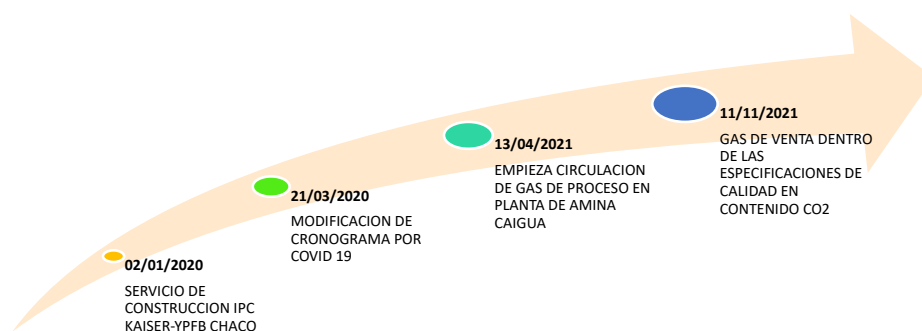 02/01/2020
SERVICIO DE
CONSTRUCCION IPC
KAISER-YPFB CHACO
21/03/2020
MODIFICACION DE
CRONOGRAMA POR
COVID 19
13/04/2021
EMPIEZA CIRCULACION
DE GAS DE PROCESO EN
PLANTA DE AMINA
CAIGUA
11/11/2021
GAS DE VENTA DENTRO
DE LAS
ESPECIFICACIONES DE
CALIDAD EN
CONTENIDO CO2